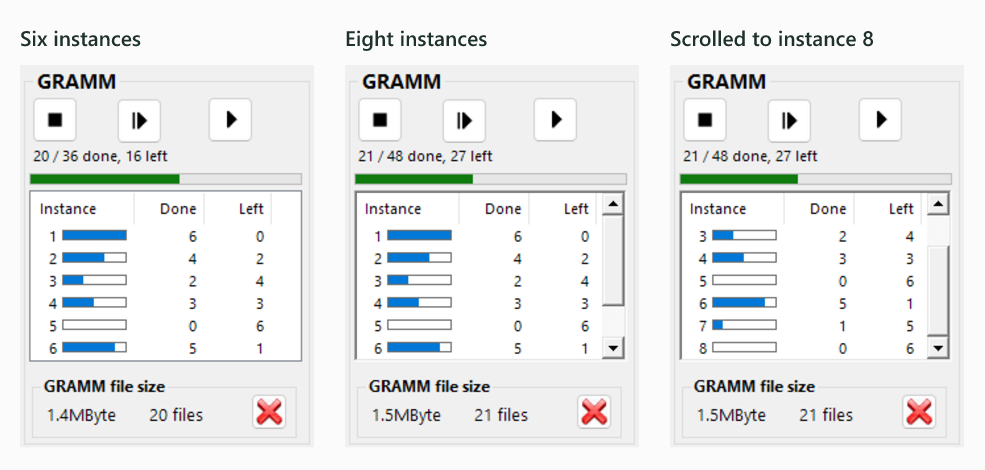 Six instances
GRAMM
20 / 36 done, 16 left
Instance Done Left
1 6 0
2 4 2
3 2 4
4 3 3
5 0 6
6 5 1
GRAMM file size
1.4MByte 20 files
Eight instances
GRAMM
21 / 48 done, 27 left
Instance Done Left
1 6 0
2 4 2
3 2 4
4 3 3
5 0 6
6 5 1
GRAMM file size
1.5MByte 21 files
Scrolled to instance 8
GRAMM
21 / 48 done, 27 left
Instance Done Left
3 2 4
4 3 3
5 0 6
6 5 1
7 1 5
8 0 6
GRAMM file size
1.5MByte 21 files